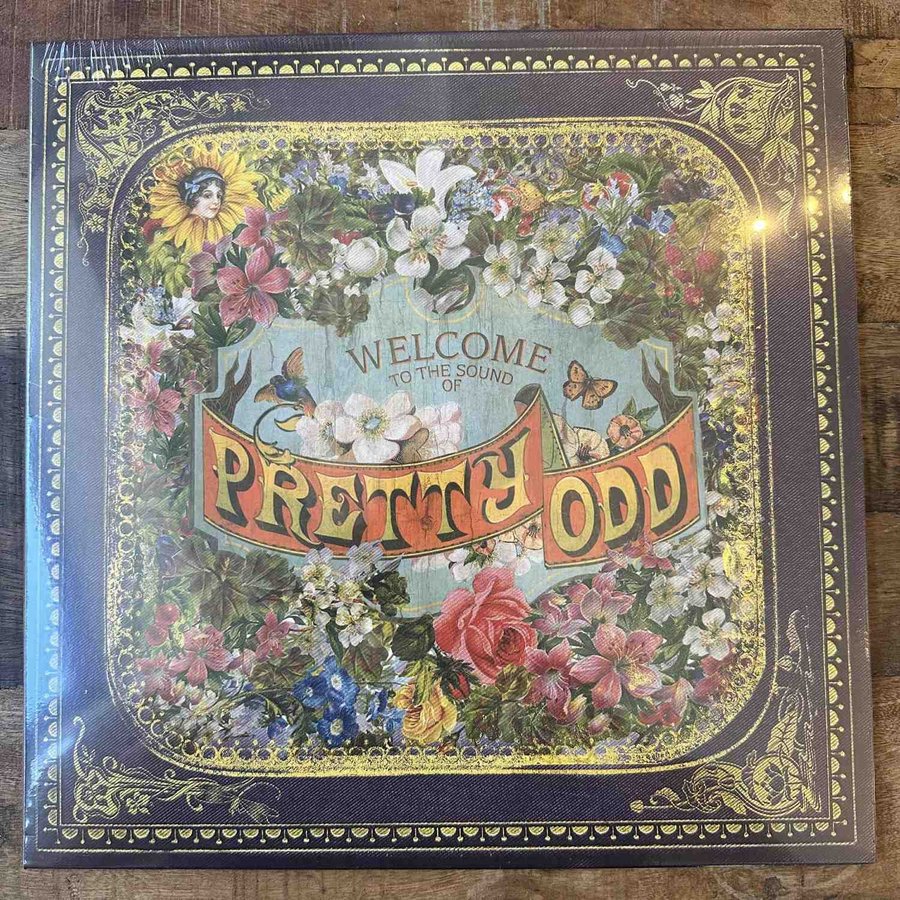 WELCOME
TO THE SOUND
OF
PRETTY ODD